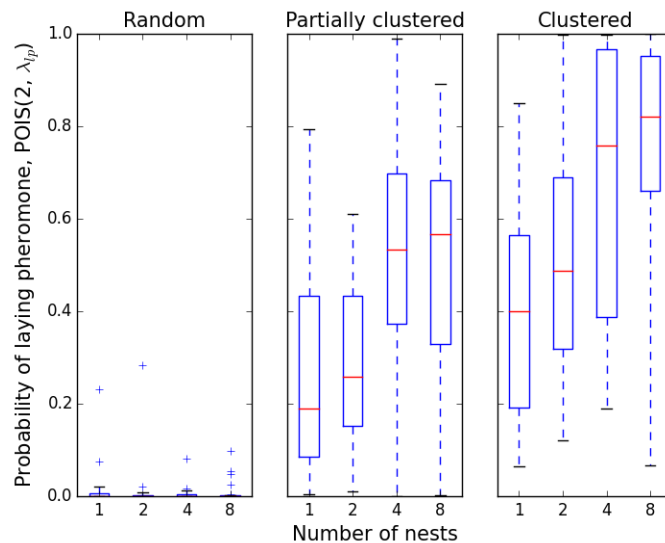 Random Partially clustered Clustered
Probability of laying pheromone, POIS(2, λlp)
1.0
0.8
0.6
0.4
0.2
0.0
1 2 4 8 1 2 4 8 1 2 4 8
Number of nests